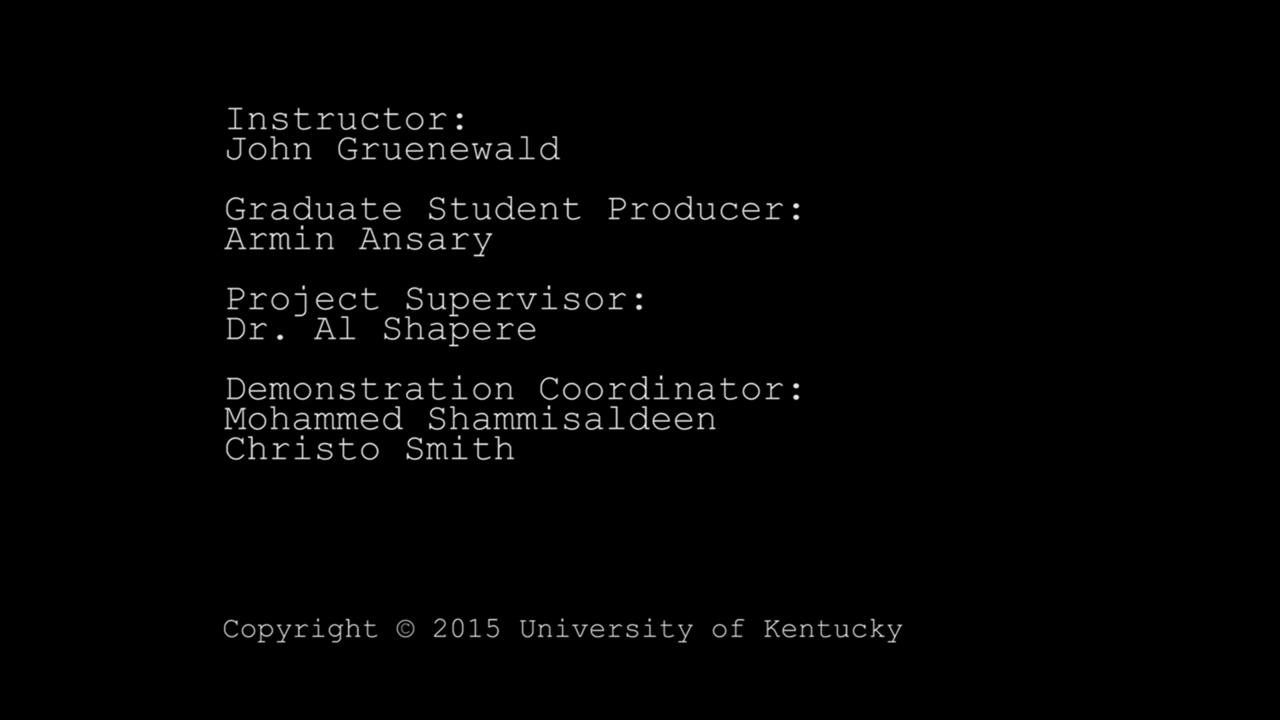 Instructor:
John Gruenewald
Graduate Student Producer:
Armin Ansary
Project Supervisor:
Dr. Al Shapere
Demonstration Coordinator:
Mohammed Shammisaldeen
Christo Smith
Copyright © 2015 University of Kentucky